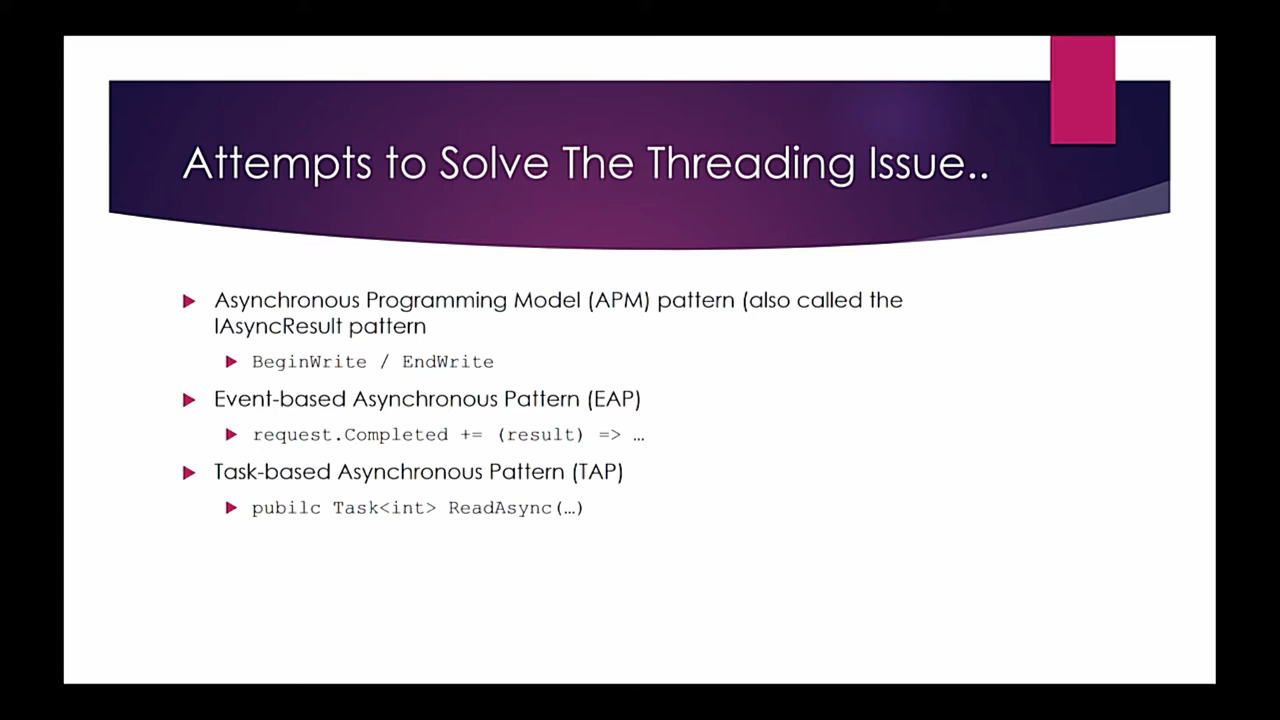 Attempts to Solve The Threading Issue..
Asynchronous Programming Model (APM) pattern (also called the
IAsyncResult pattern
BeginWrite / EndWrite
Event-based Asynchronous Pattern (EAP)
request.Completed += (result) => …
Task-based Asynchronous Pattern (TAP)
pubilc Task<int> ReadAsync(…)